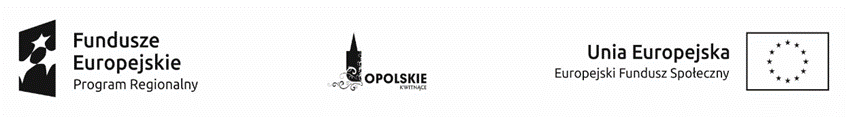 Fundusze
Europejskie
Program Regionalny
OPOLSKIE
KWITNĄCE
Unia Europejska
Europejski Fundusz Społeczny